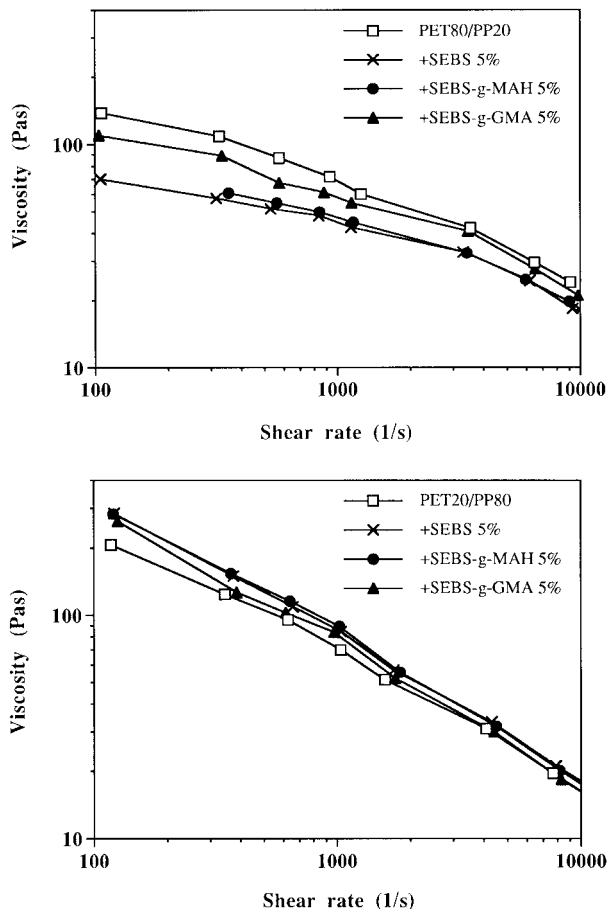 PET80/PP20
+SEBS 5%
+SEBS-g-MAH 5%
+SEBS-g-GMA 5%
Viscosity (Pas)
100
10
100
1000
10000
Shear rate (1/s)
PET20/PP80
+SEBS 5%
+SEBS-g-MAH 5%
+SEBS-g-GMA 5%
Viscosity (Pas)
100
10
100
1000
10000
Shear rate (1/s)